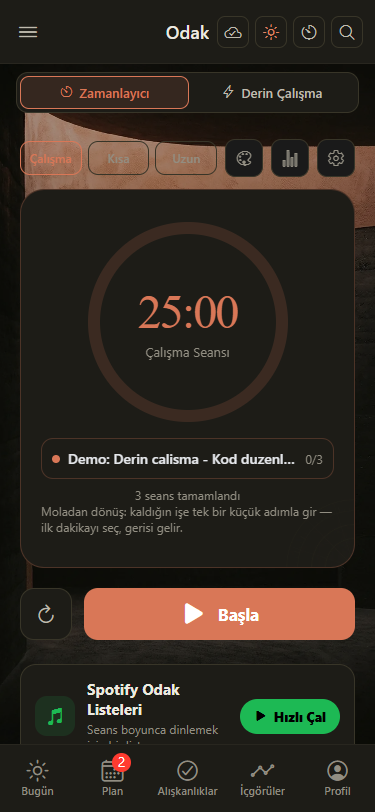 Odak
Zamanlayıcı
Derin Çalışma
Çalışma
Kısa
Uzun
25:00
Çalışma Seansı
Demo: Derin calisma - Kod duzenl...
0/3
3 seans tamamlandı
Moladan dönüş: kaldığın işe tek bir küçük adımla gir —
ilk dakikayı seç, gerisi gelir.
Başla
Spotify Odak
Listeleri
Seans boyunca dinlemek
Hızlı Çal
2
Bugün
Plan
Alışkanlıklar
İçgörüler
Profil